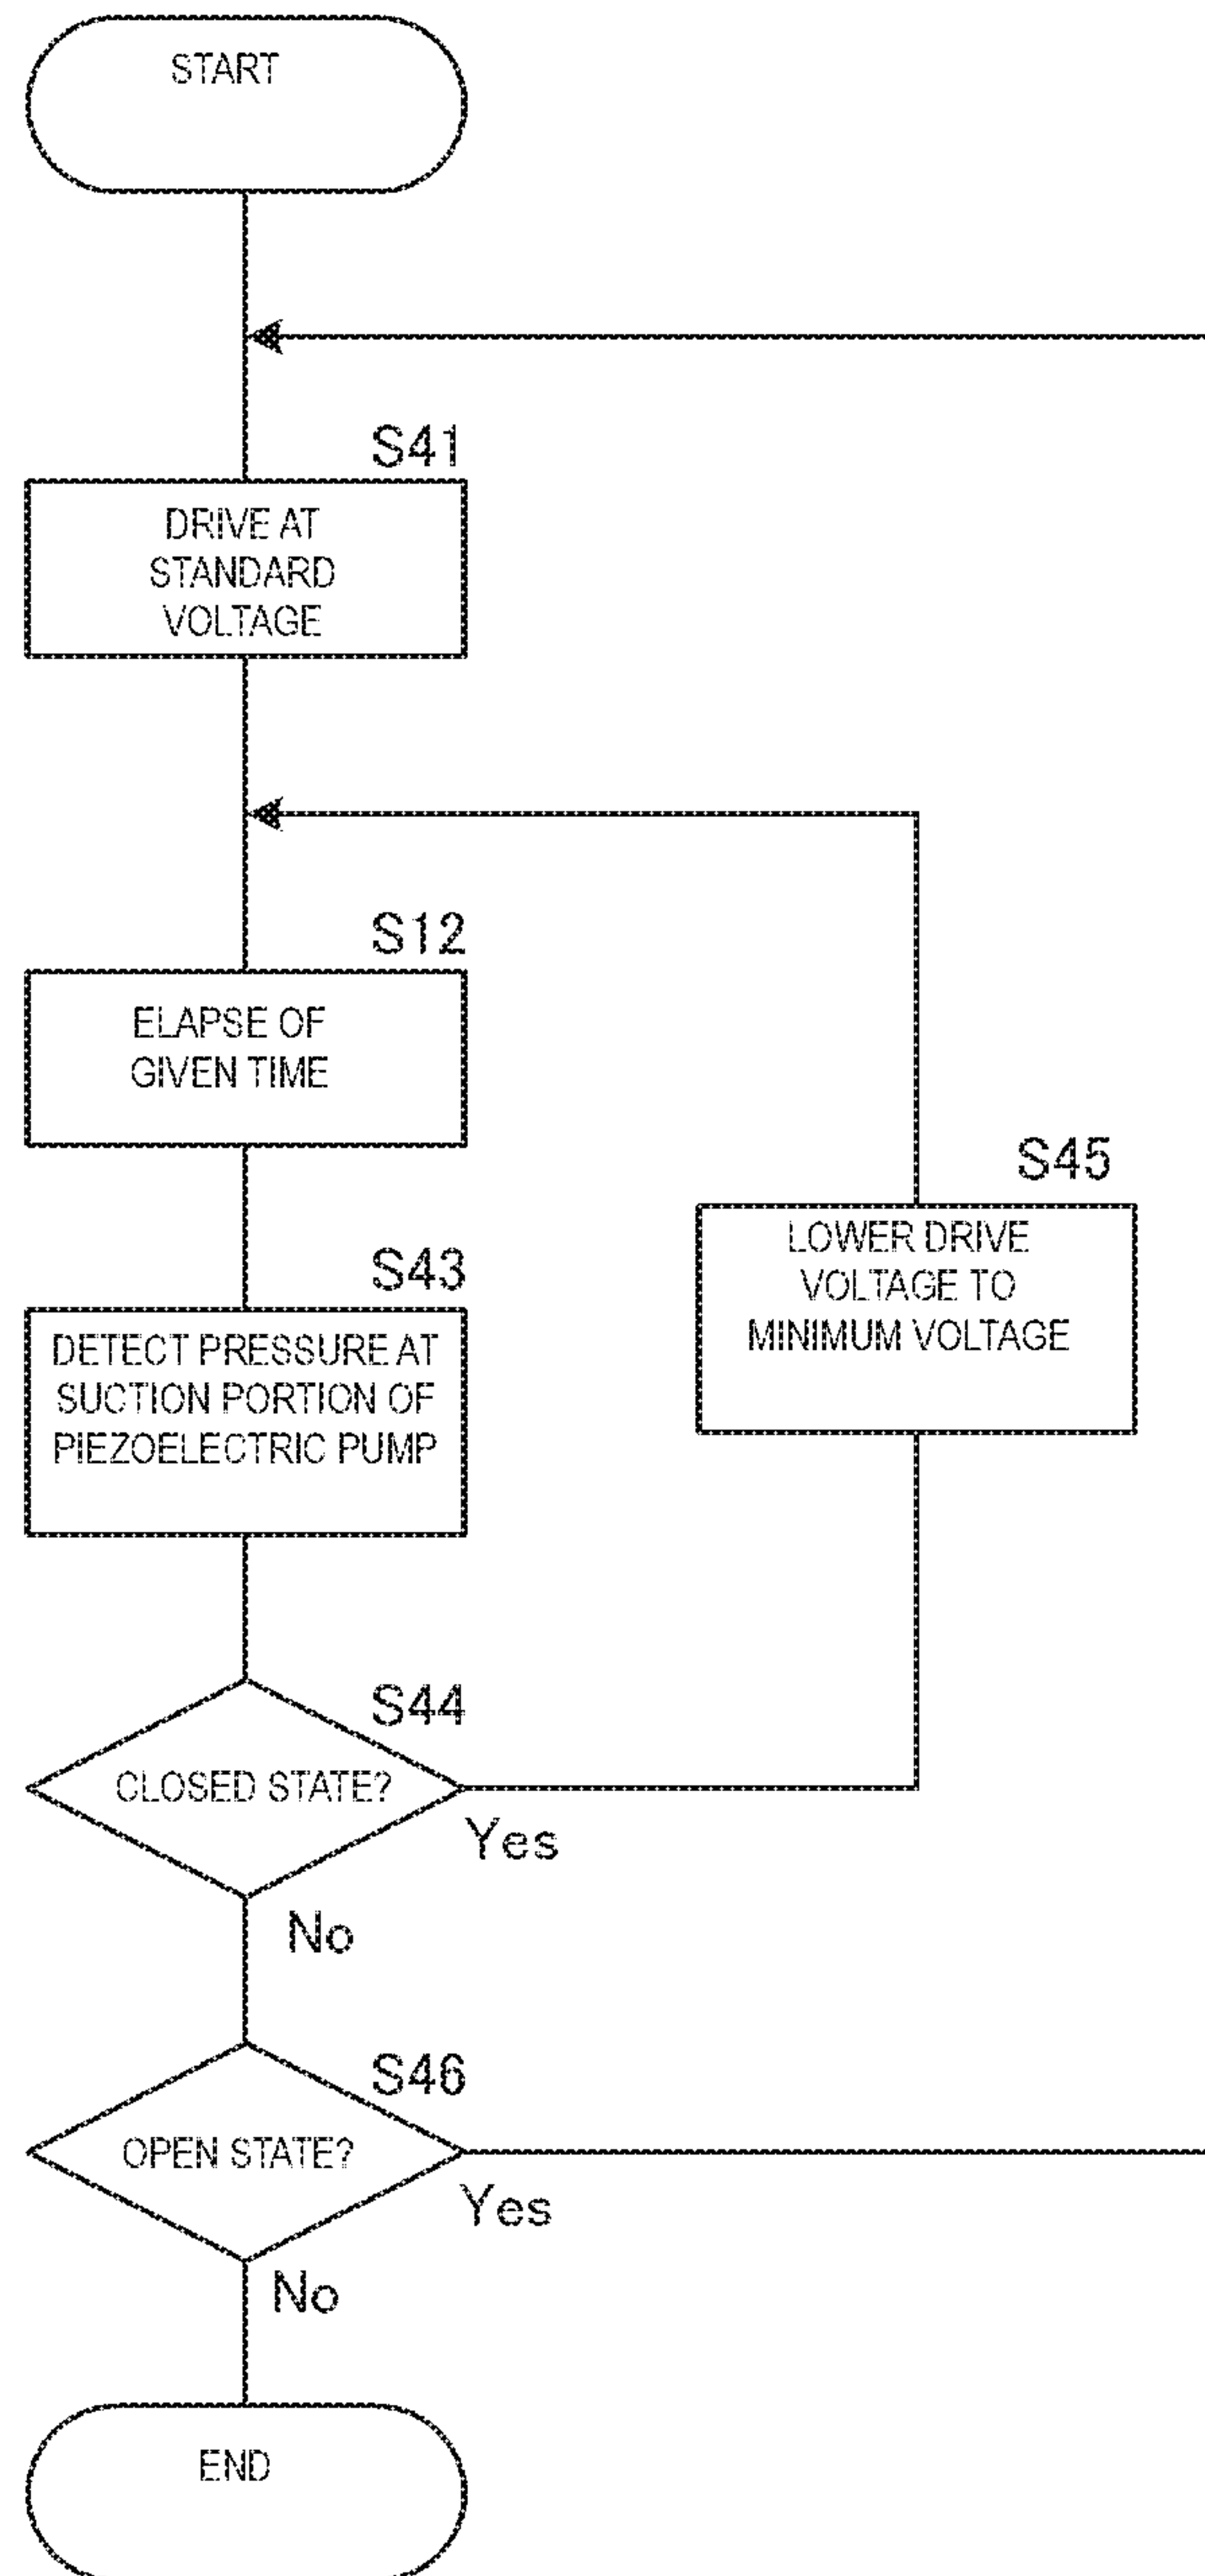 START
S41
DRIVE AT
STANDARD
VOLTAGE
S12
ELAPSE OF
GIVEN TIME
S45
LOWER DRIVE
VOLTAGE TO
MINIMUM VOLTAGE
S43
DETECT PRESSURE AT
SUCTION PORTION OF
PIEZOELECTRIC PUMP
S44
CLOSED STATE?
Yes
No
S46
OPEN STATE?
Yes
No
END